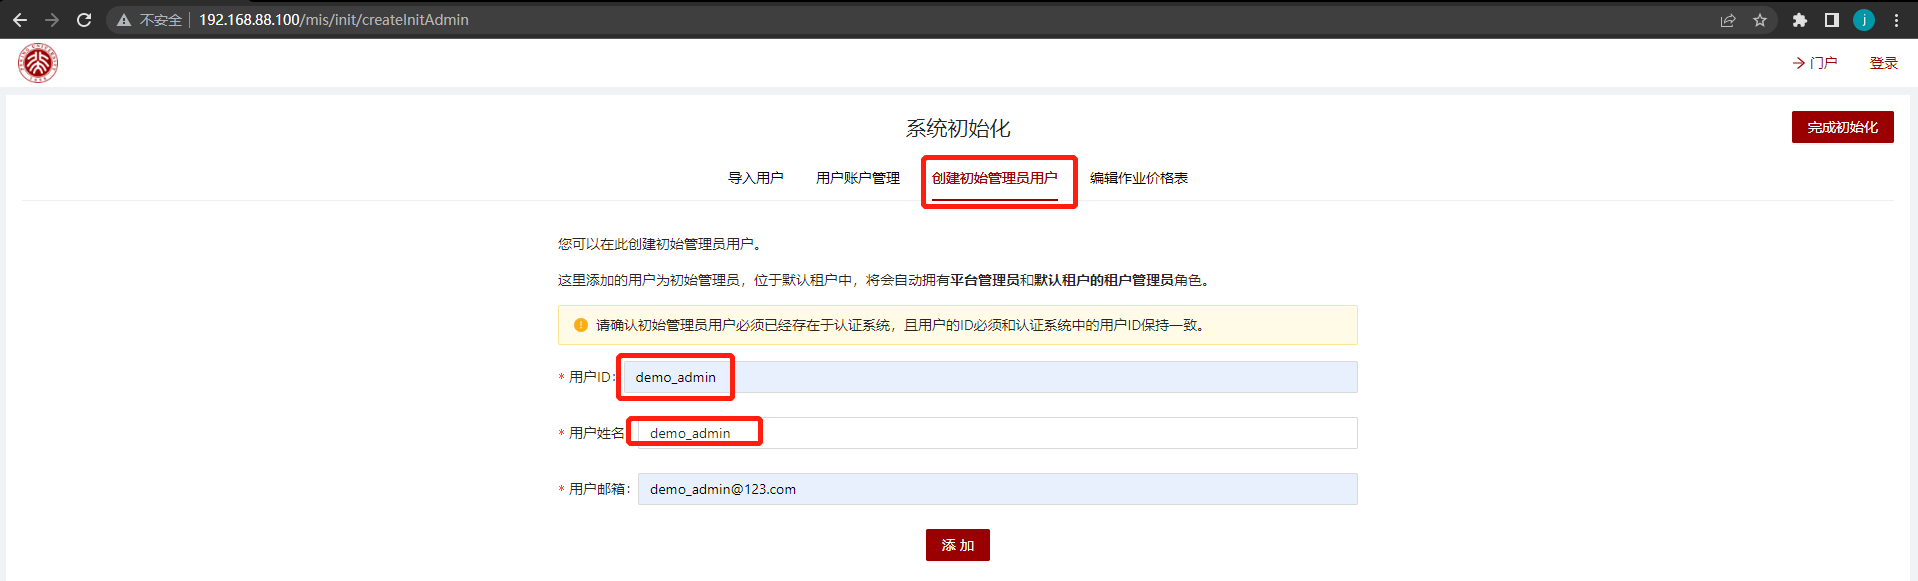 不安全 192.168.88.100/mis/init/createInitAdmin
j
门户 登录
系统初始化
完成初始化
导入用户 用户账户管理 创建初始管理员用户 编辑作业价格表
您可以在此创建初始管理员用户。
这里添加的用户为初始管理员，位于默认租户中，将会自动拥有平台管理员和默认租户的租户管理员角色。
请确认初始管理员用户必须已经存在于认证系统，且用户的ID必须和认证系统中的用户ID保持一致。
* 用户ID： demo_admin
* 用户姓名 demo_admin
* 用户邮箱： demo_admin@123.com
添 加